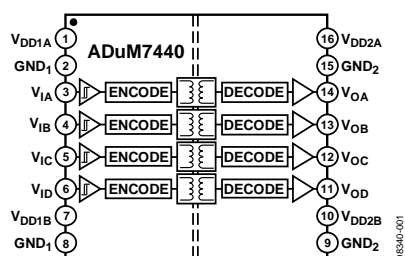 ADuM7440
VDD1A 1
16 VDD2A
GND1 2
15 GND2
VIA 3 ENCODE DECODE 14 VOA
VIB 4 ENCODE DECODE 13 VOB
VIC 5 ENCODE DECODE 12 VOC
VID 6 ENCODE DECODE 11 VOD
VDD1B 7
10 VDD2B
GND1 8
9 GND2
08340-001